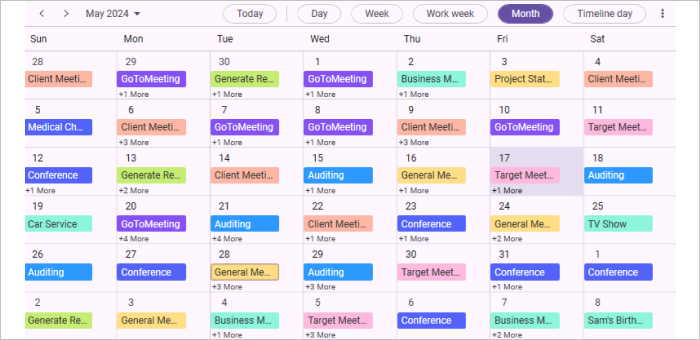 May 2024 Today Day Week Work week Month Timeline day
Sun Mon Tue Wed Thu Fri Sat
28 29 30 1 2 3 4
Client Meeti... GoToMeeting Generate Re... GoToMeeting Business M... Project Stat... Client Meeti...
+1 More +1 More +1 More +1 More
5 6 7 8 9 10 11
Medical Ch... Client Meeti... GoToMeeting GoToMeeting Client Meeti... GoToMeeting Target Meet...
+3 More +1 More +1 More +3 More
12 13 14 15 16 17 18
Conference Generate Re... Client Meeti... Auditing General Me... Target Meet... Auditing
+1 More +2 More +1 More +1 More +1 More
19 20 21 22 23 24 25
Car Service GoToMeeting Auditing Client Meeti... Conference General Me... TV Show
+4 More +4 More +1 More +1 More +2 More
26 27 28 29 30 31 1
Auditing Conference General Me... Auditing Target Meet... Conference Conference
+3 More +3 More +1 More
2 3 4 5 6 7 8
Generate Re... General Me... Business M... Target Meet... Conference Business M... Sam's Birth...
+1 More +3 More +2 More